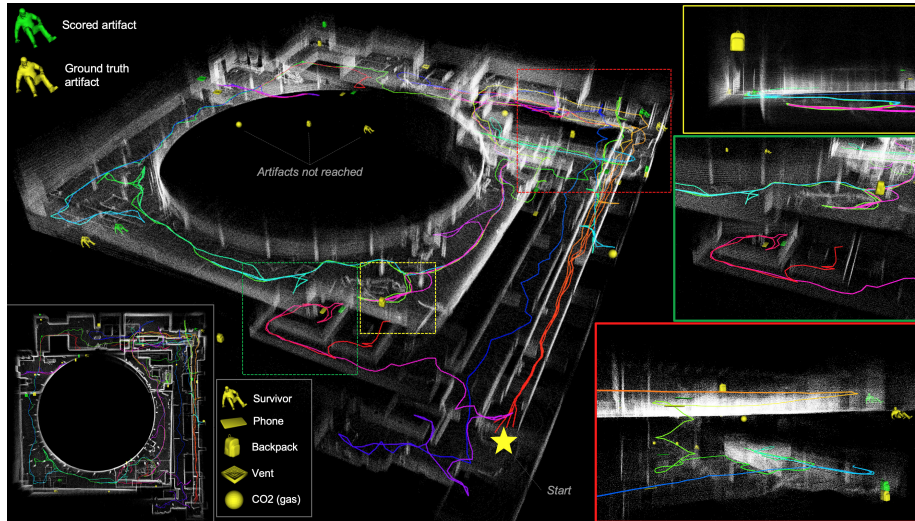 Scored artifact
Ground truth
artifact
Artifacts not reached
Survivor
Phone
Backpack
Vent
CO2 (gas)
Start